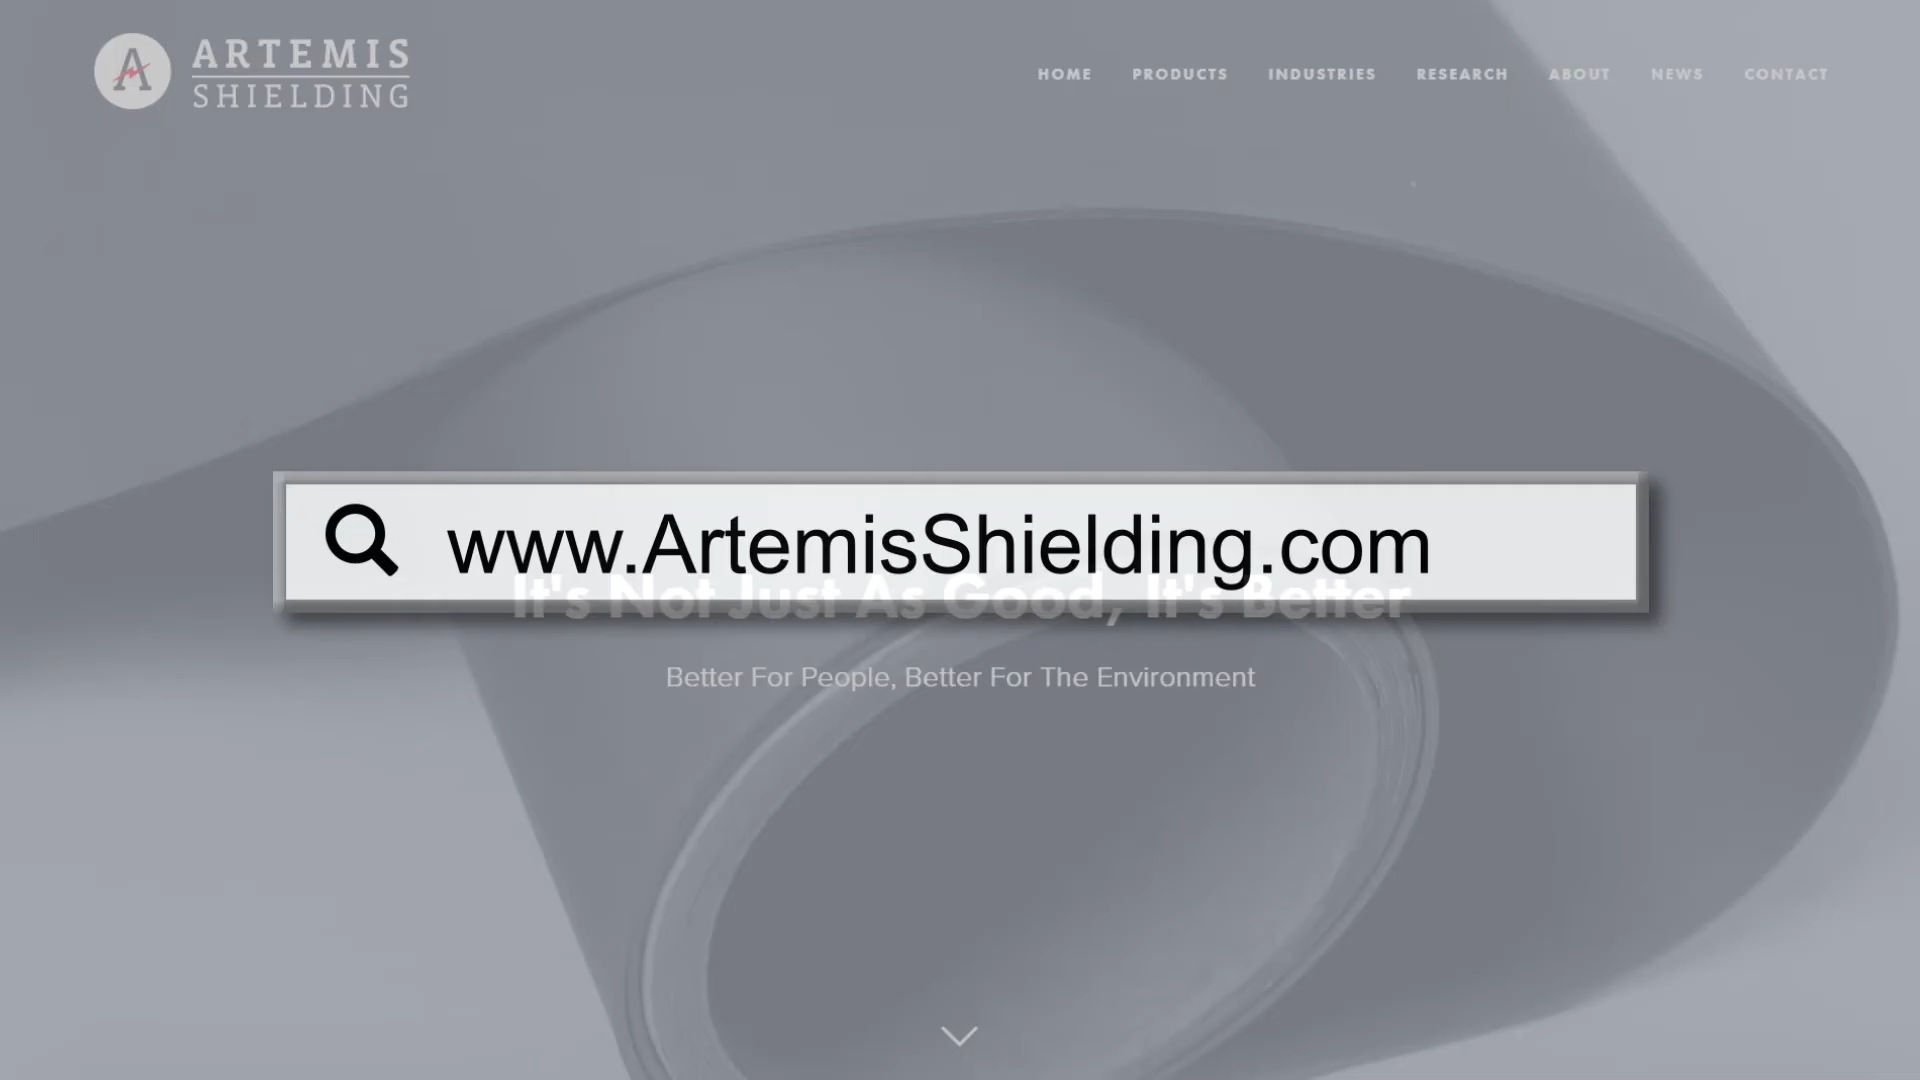 A
ARTEMIS
SHIELDING
HOME PRODUCTS INDUSTRIES RESEARCH ABOUT NEWS CONTACT
www.ArtemisShielding.com
It's Not Just As Good, It's Better
Better For People, Better For The Environment